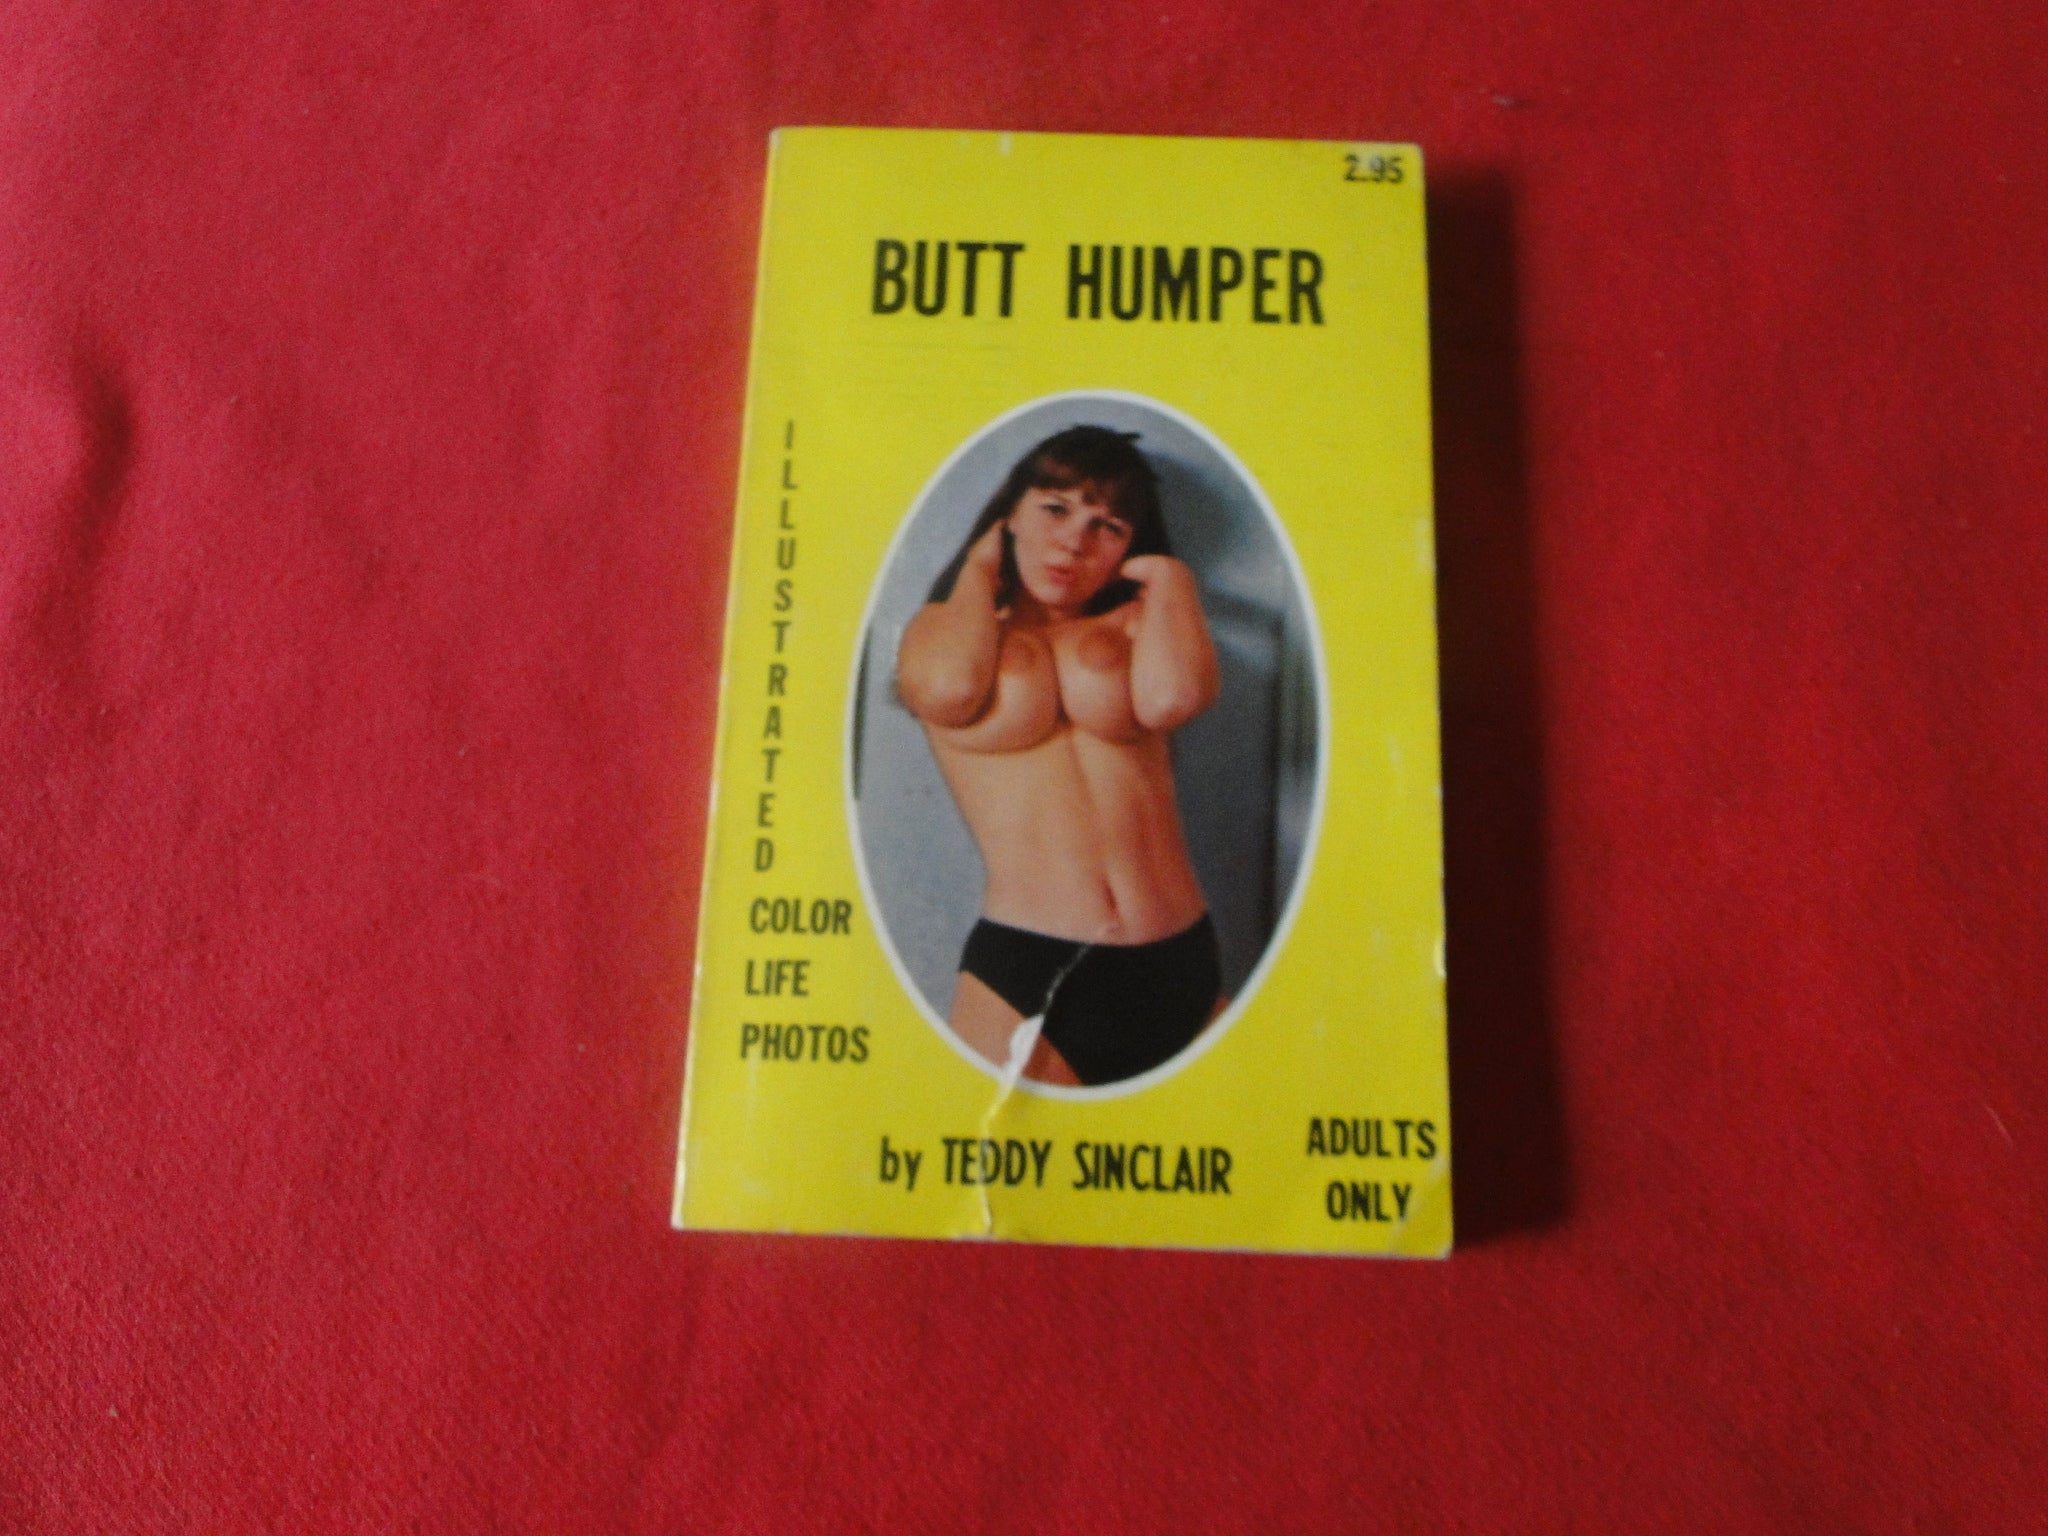 2.95
BUTT HUMPER
ILLUSTRATED
COLOR
LIFE
PHOTOS
by TEDDY SINCLAIR
ADULTS
ONLY